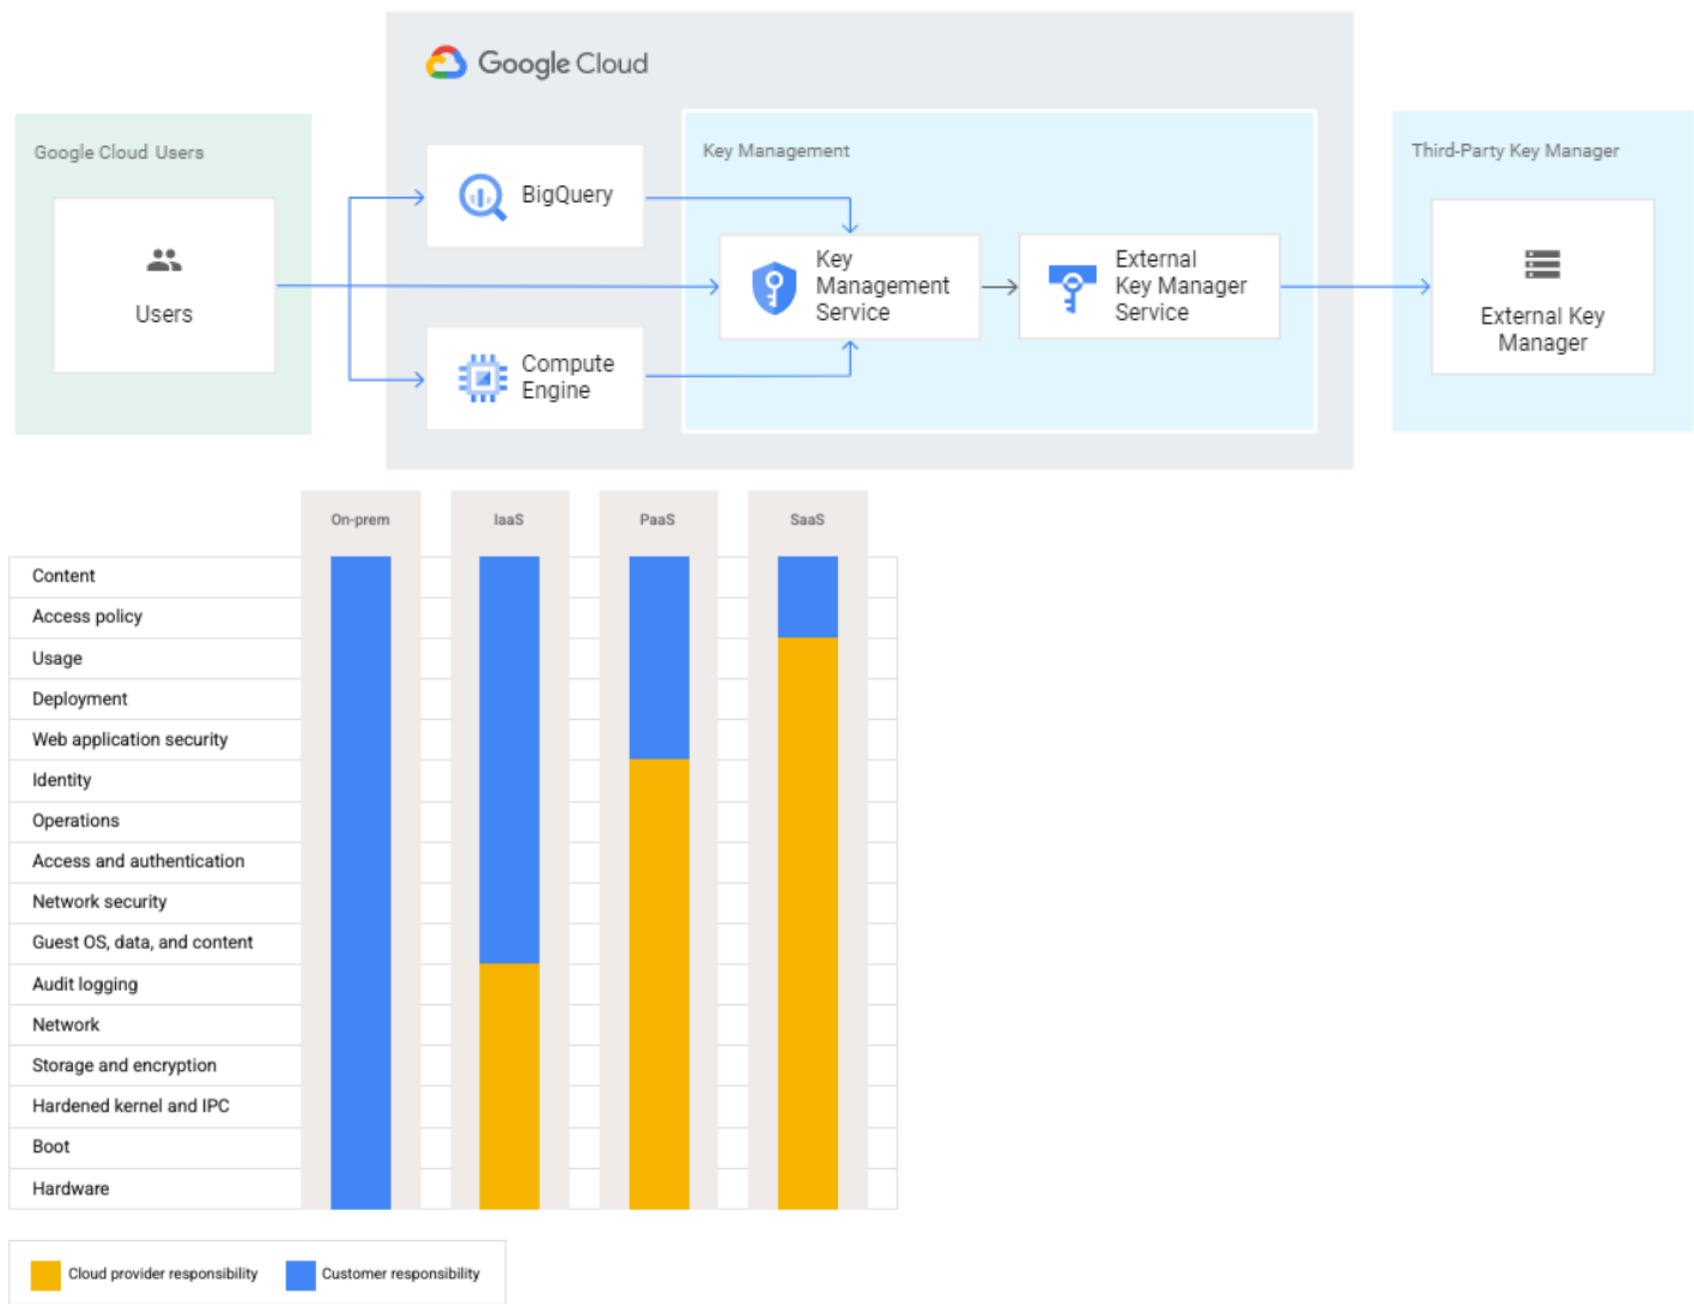 Google Cloud
Google Cloud Users
Users
BigQuery
Compute
Engine
Key Management
Key
Management
Service
External
Key Manager
Service
Third-Party Key Manager
External Key
Manager
On-prem
IaaS
PaaS
SaaS
Content
Access policy
Usage
Deployment
Web application security
Identity
Operations
Access and authentication
Network security
Guest OS, data, and content
Audit logging
Network
Storage and encryption
Hardened kernel and IPC
Boot
Hardware
Cloud provider responsibility
Customer responsibility